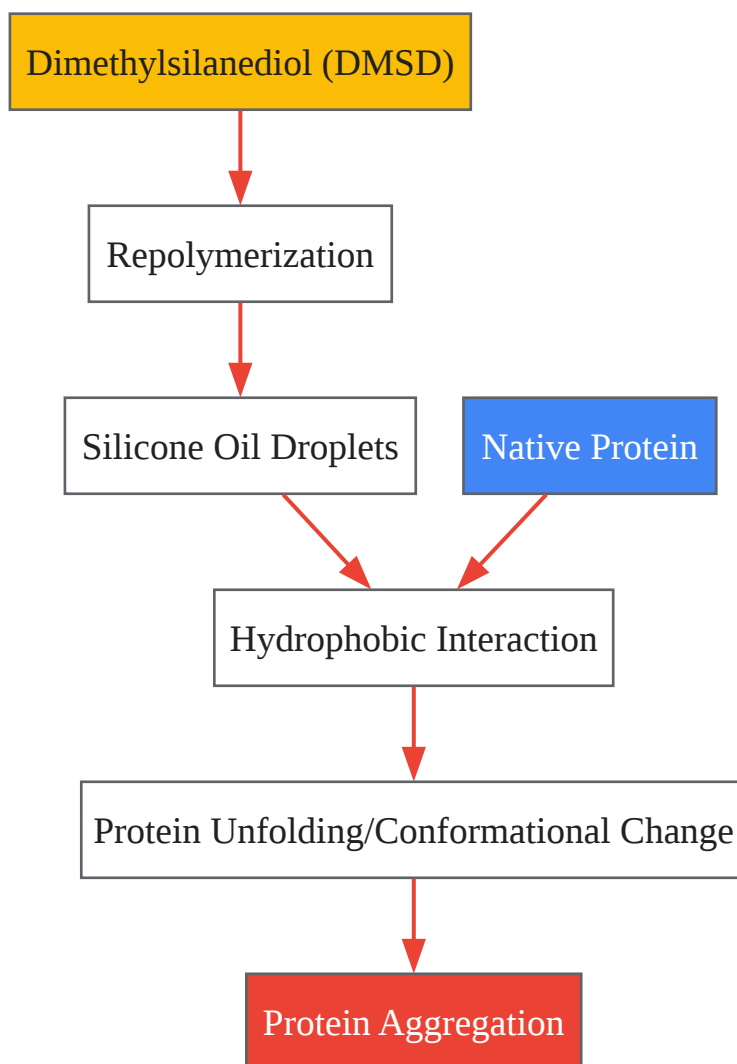 Dimethylsilanediol (DMSD)
Repolymerization
Silicone Oil Droplets
Native Protein
Hydrophobic Interaction
Protein Unfolding/Conformational Change
Protein Aggregation